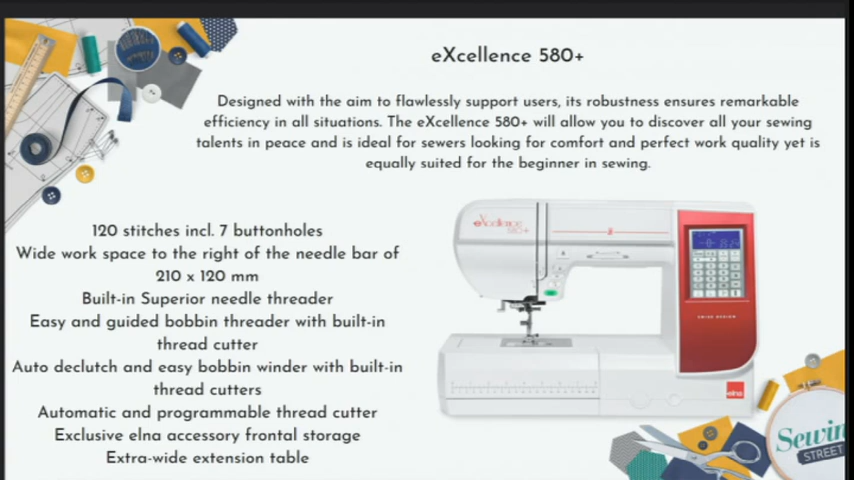 eXcellence 580+
Designed with the aim to flawlessly support users, its robustness ensures remarkable
efficiency in all situations. The eXcellence 580+ will allow you to discover all your sewing
talents in peace and is ideal for sewers looking for comfort and perfect work quality yet is
equally suited for the beginner in sewing.
120 stitches incl. 7 buttonholes
Wide work space to the right of the needle bar of
210 x 120 mm
Built-in Superior needle threader
Easy and guided bobbin threader with built-in
thread cutter
Auto declutch and easy bobbin winder with built-in
thread cutters
Automatic and programmable thread cutter
Exclusive elna accessory frontal storage
Extra-wide extension table
eXcellence
580+
SWISS DESIGN
elna
STREET